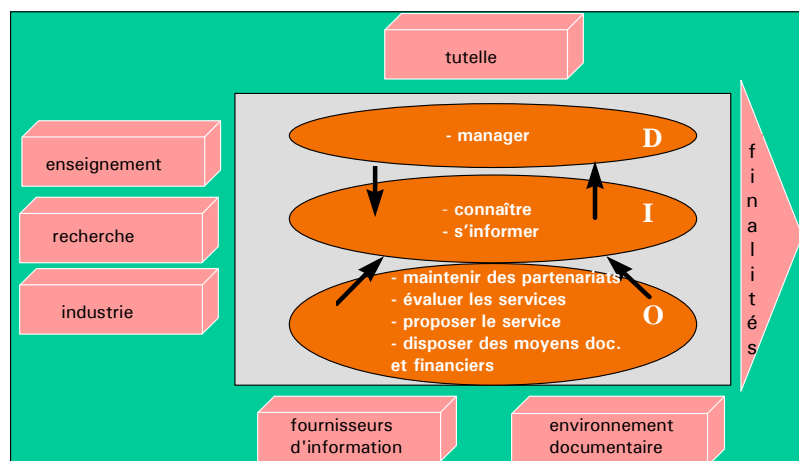 tutelle
- manager
D
enseignement
- connaître
- s'informer
I
recherche
industrie
- maintenir des partenariats
- évaluer les services
- proposer le service
- disposer des moyens doc.
et financiers
O
finalités
fournisseurs
d'information
environnement
documentaire